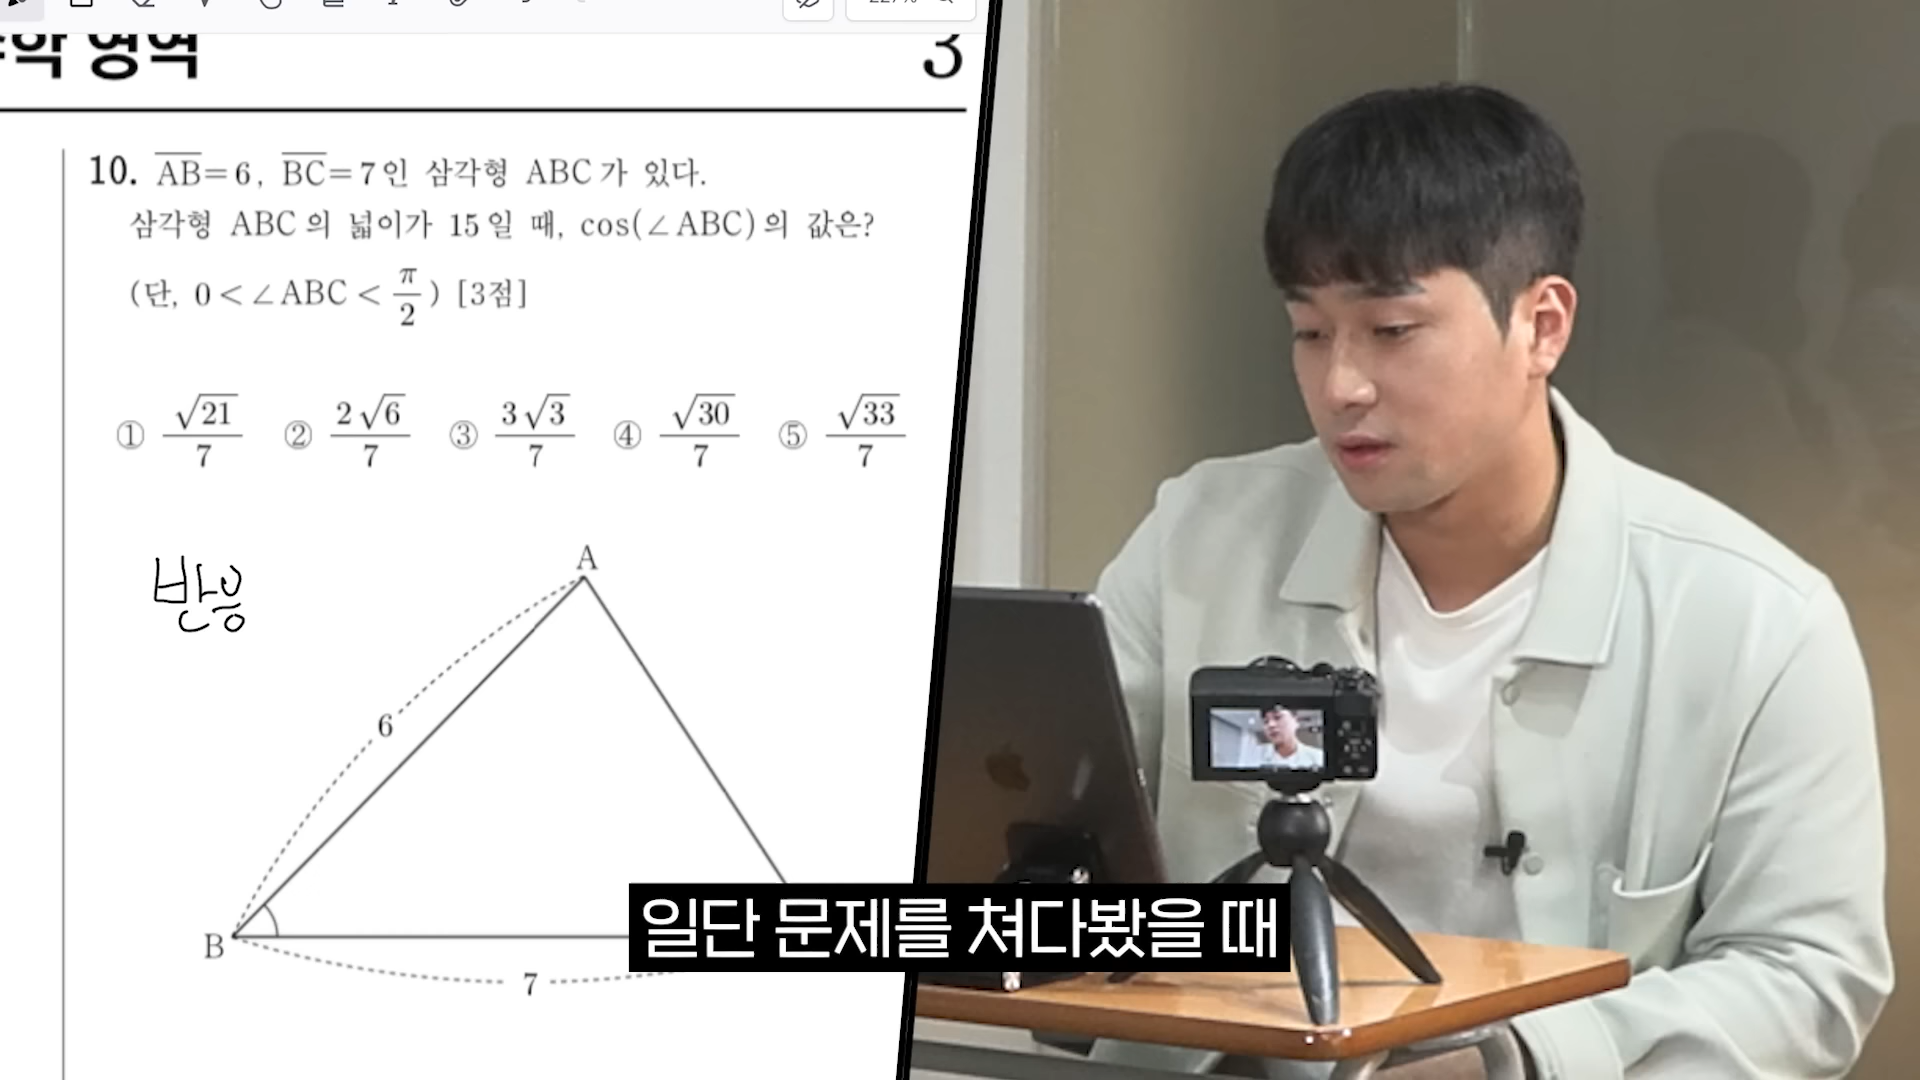 수학 영역
3
10. AB=6, BC=7인 삼각형 ABC가 있다.
삼각형 ABC의 넓이가 15일 때, cos(∠ABC)의 값은?
(단, 0<∠ABC<π/2) [3점]
① √21/7 ② 2√6/7 ③ 3√3/7 ④ √30/7 ⑤ √33/7
반응
A
6
B
7
일단 문제를 쳐다봤을 때